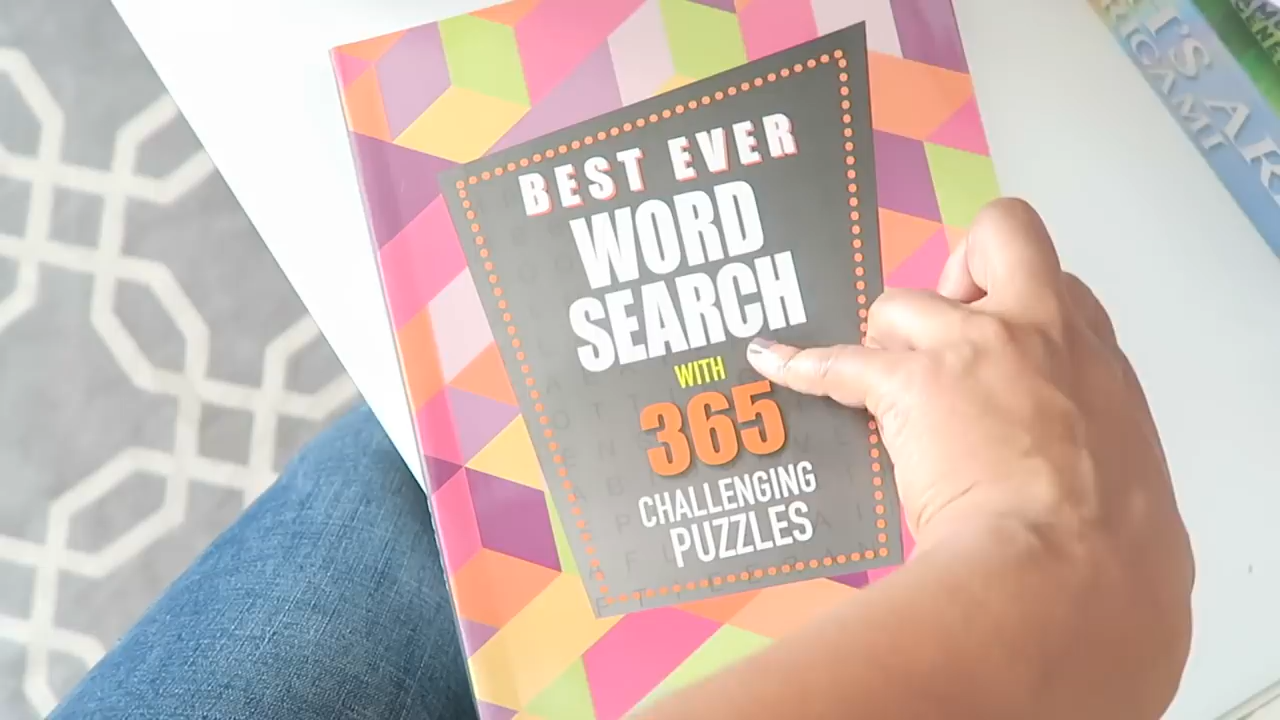 BEST EVER
WORD
SEARCH
WITH
365
CHALLENGING
PUZZLES